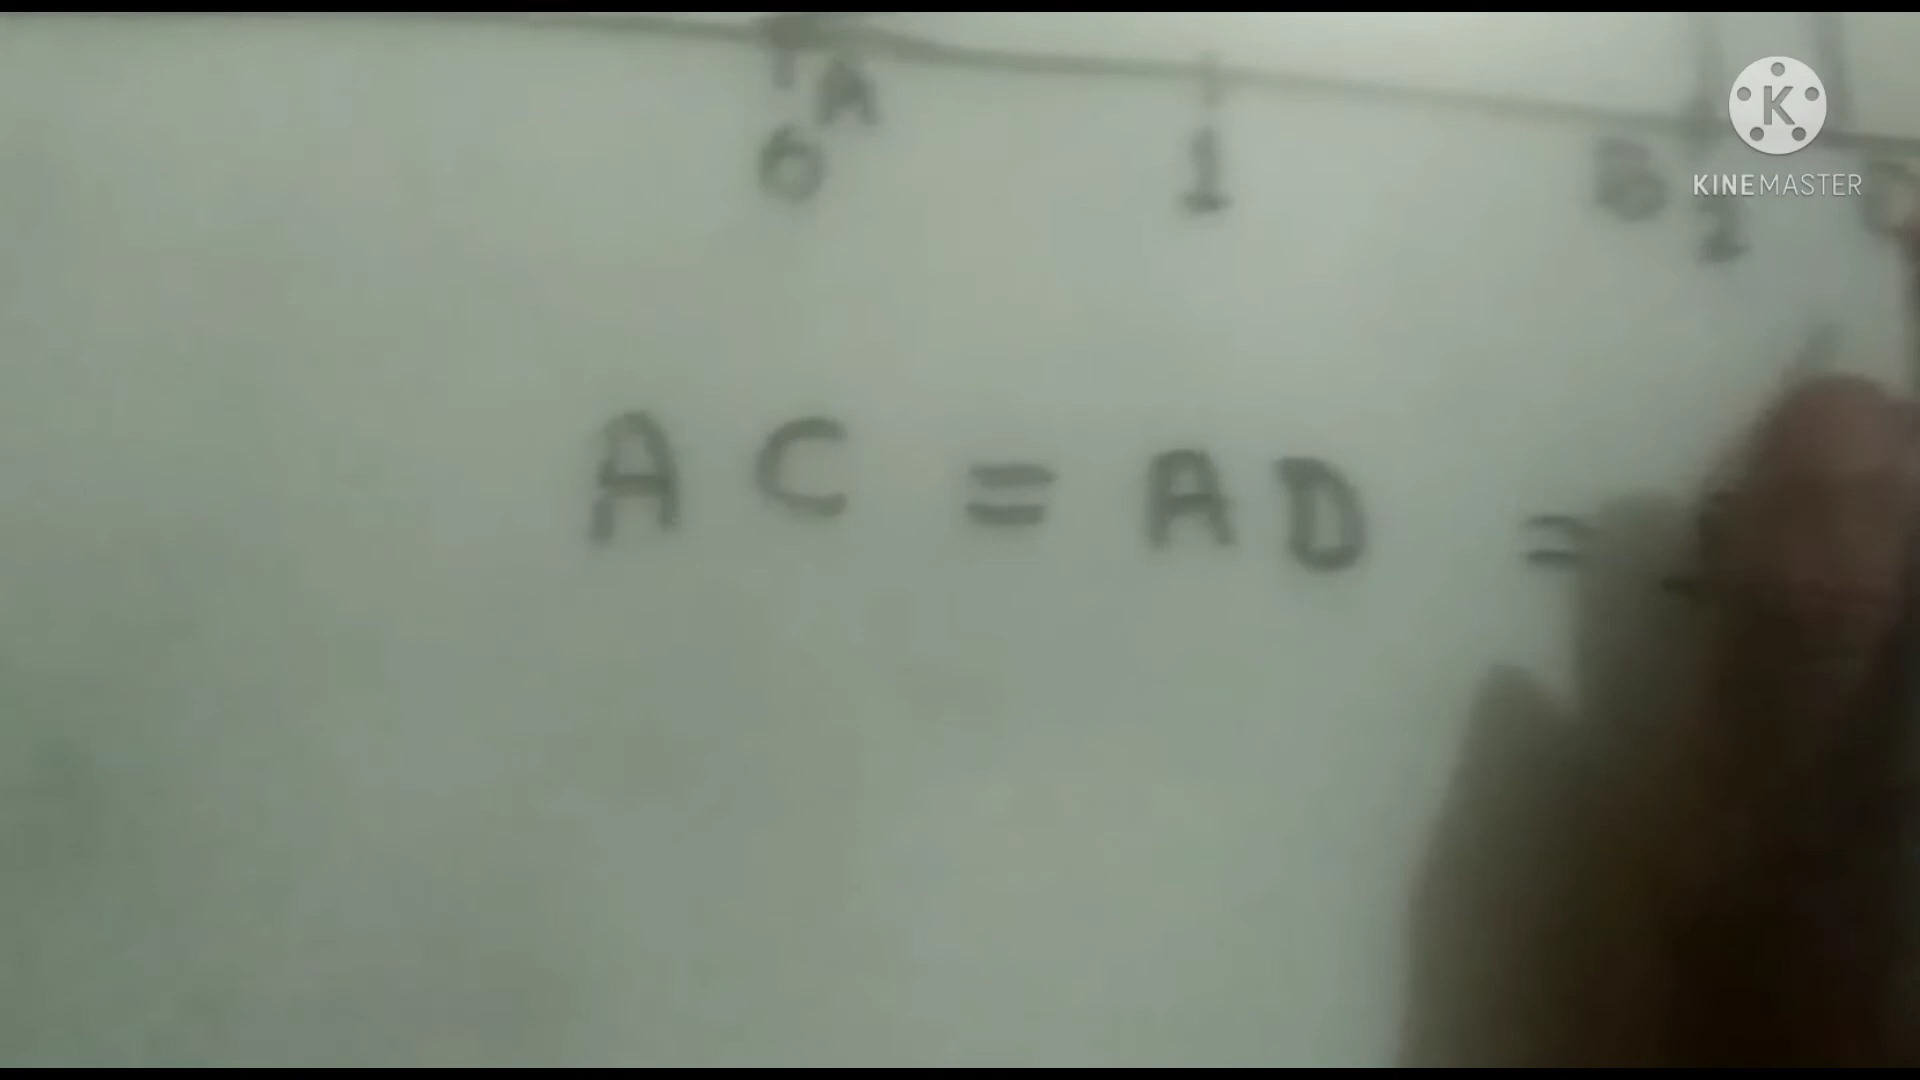 A
0 1 B 2
KINEMASTER
AC = AD =